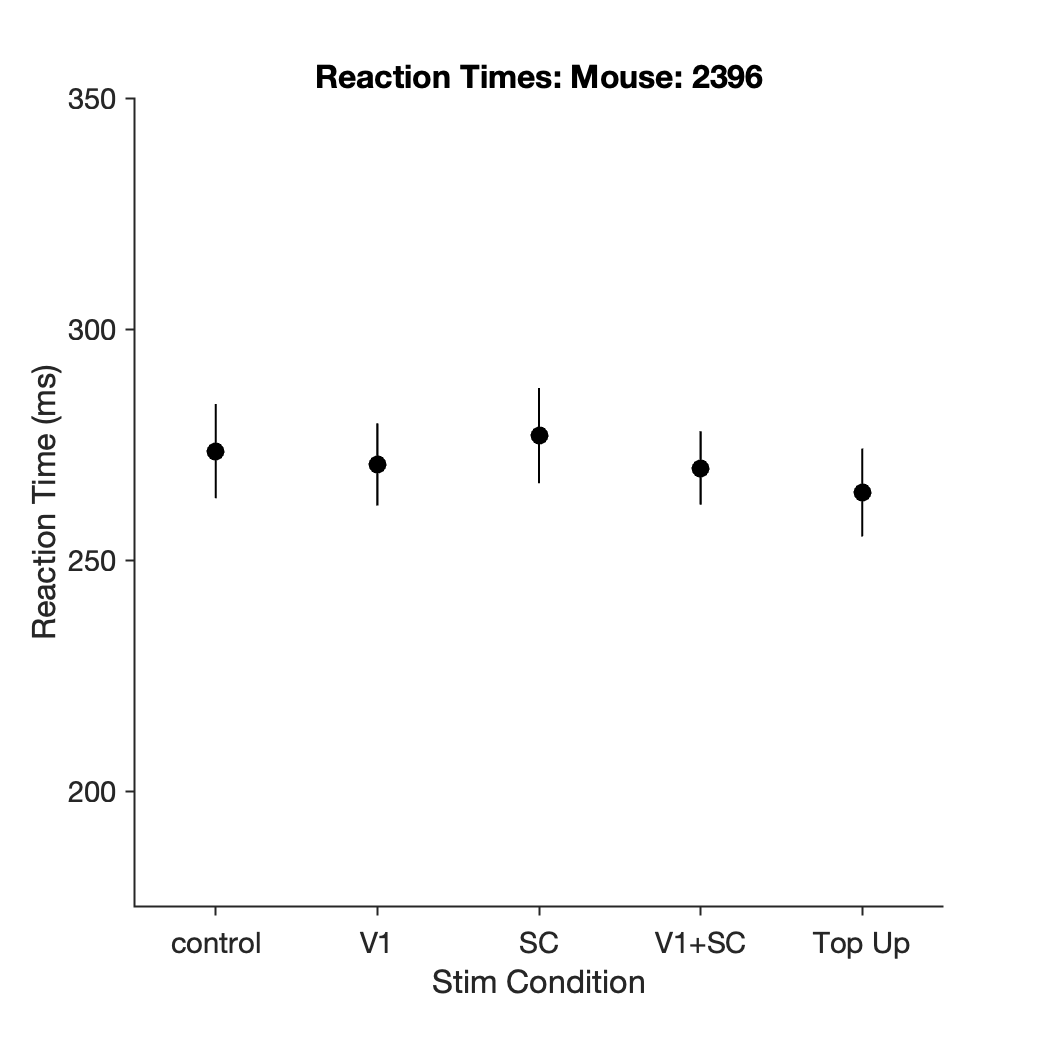 Reaction Times: Mouse: 2396
350
300
250
200
Reaction Time (ms)
control V1 SC V1+SC Top Up
Stim Condition